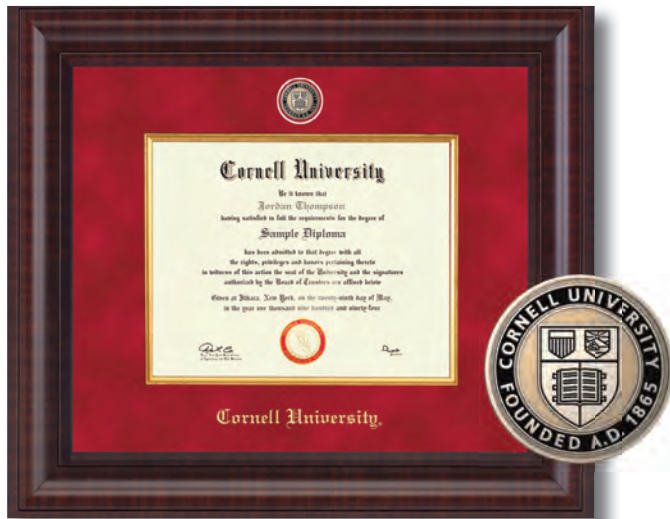 CORNELL UNIVERSITY
FOUNDED A.D. 1865
Cornell University
Be it known that
Jordan Thompson
having satisfied in full the requirements for the degree of
Sample Diploma
has been admitted to that degree with all
the rights, privileges and honors pertaining thereto
in witness of this action the seal of the University and the signatures
authorized by the Board of Trustees are affixed below
Given at Ithaca, New York, on the twenty-ninth day of May,
in the year one thousand nine hundred and ninety-four
Cornell University®
CORNELL UNIVERSITY
FOUNDED A.D. 1865